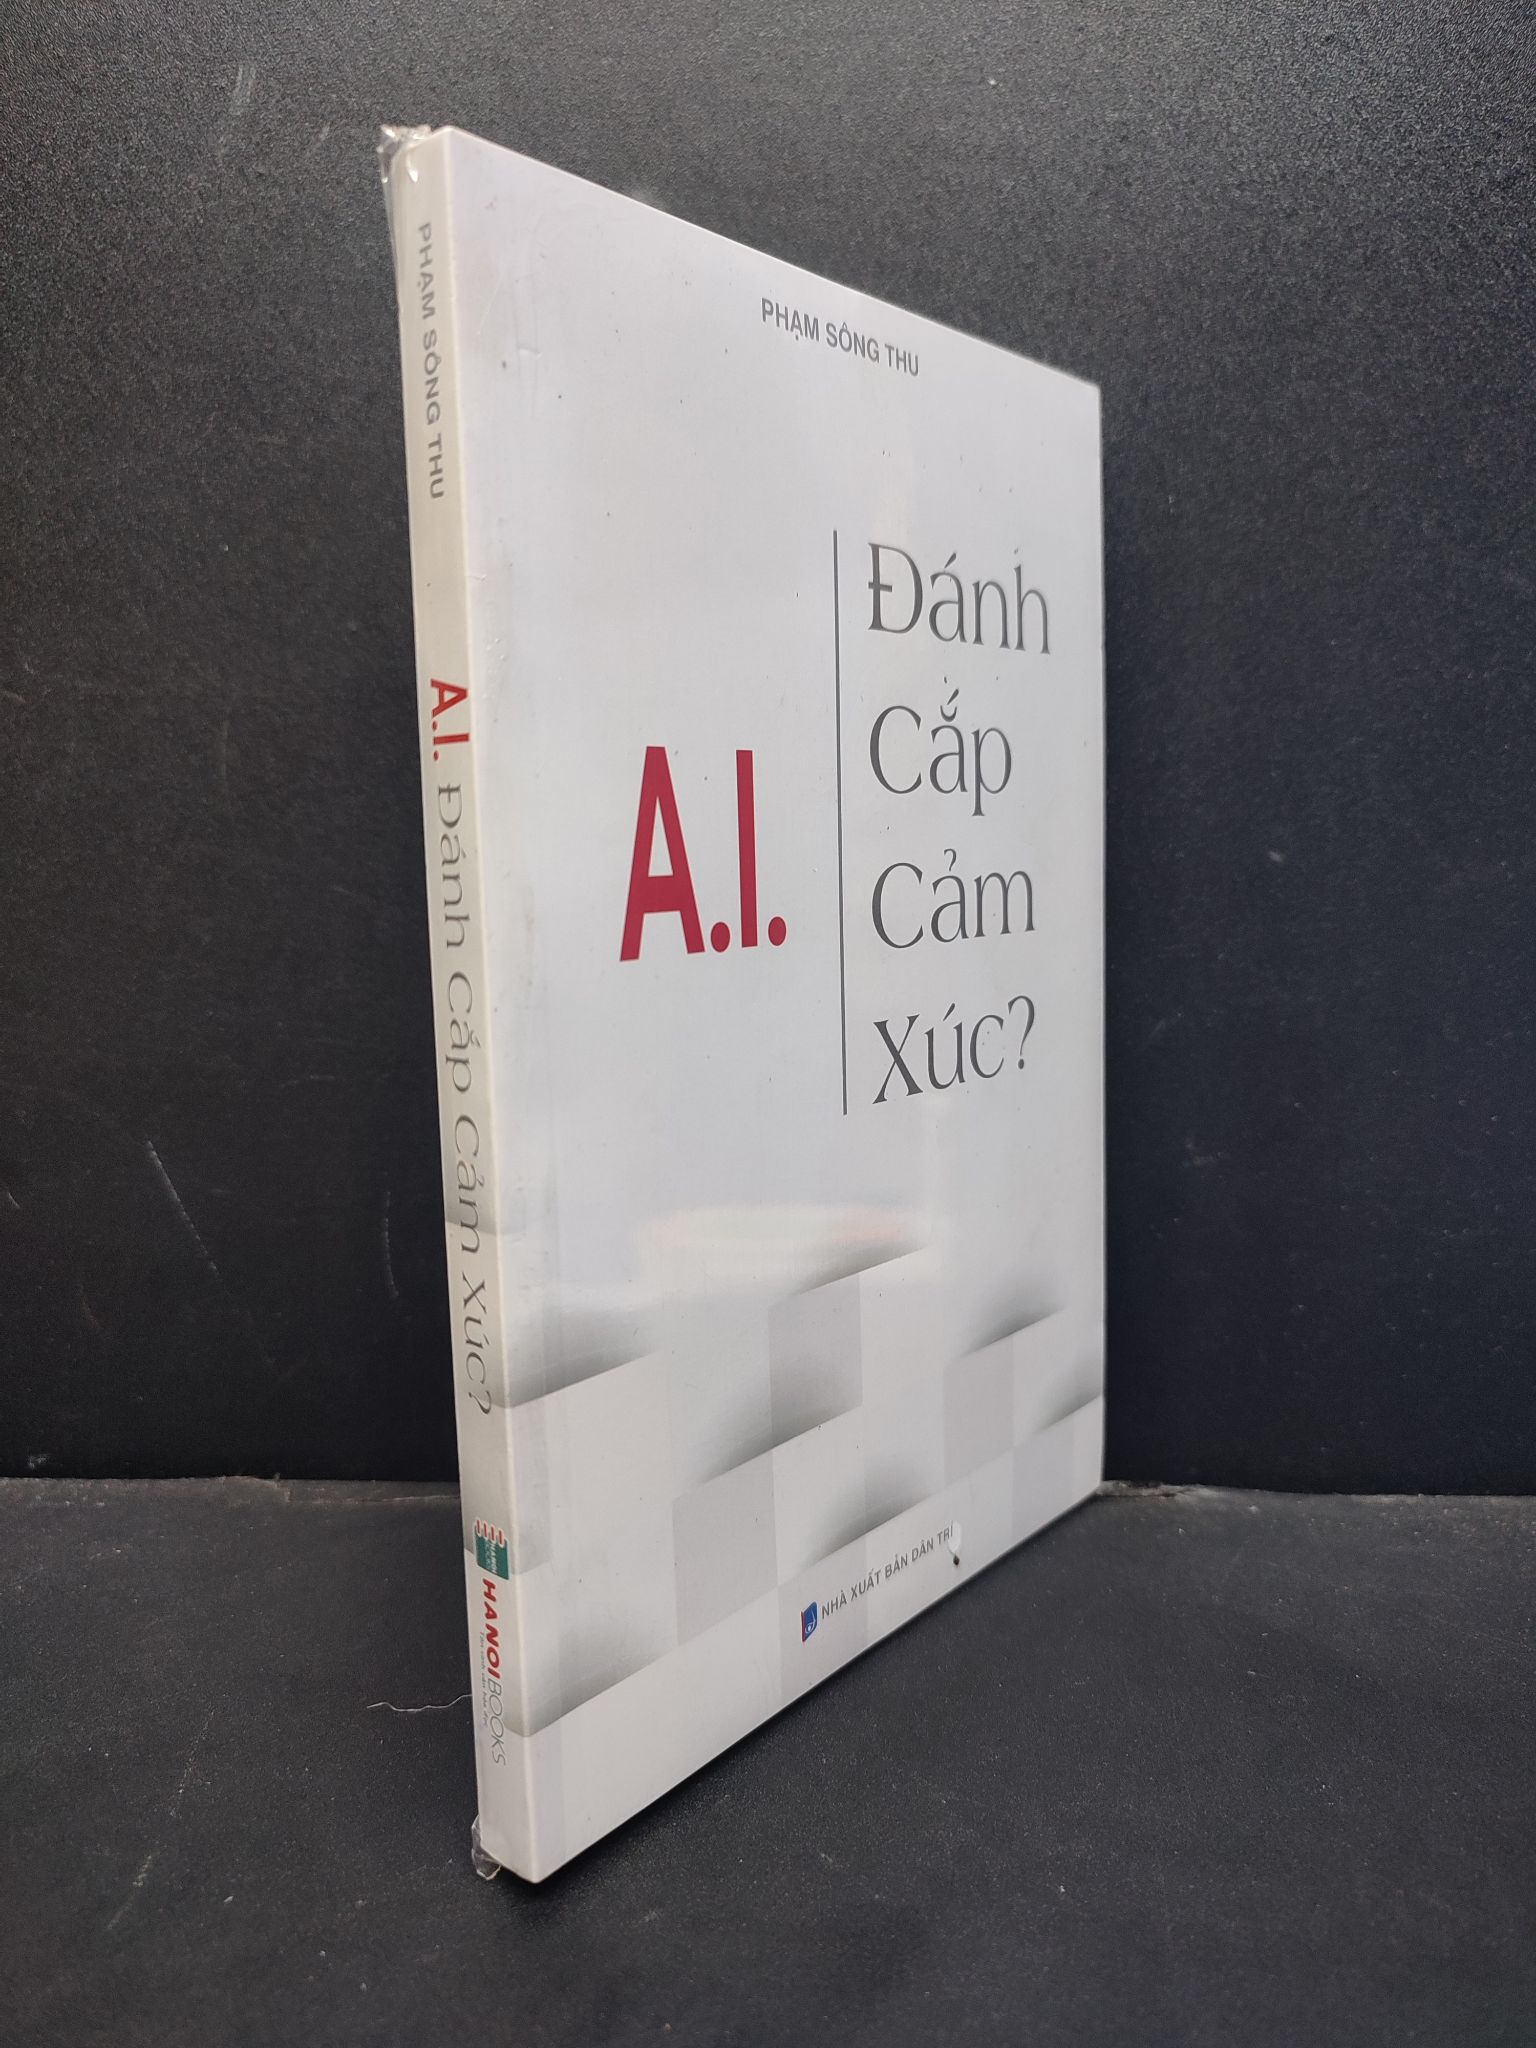 PHẠM SÔNG THU
A.I. Đánh Cắp Cảm Xúc?
HANOIBOOKS
PHẠM SÔNG THU
A.I.
Đánh
Cắp
Cảm
Xúc?
NHÀ XUẤT BẢN DÂN TRÍ